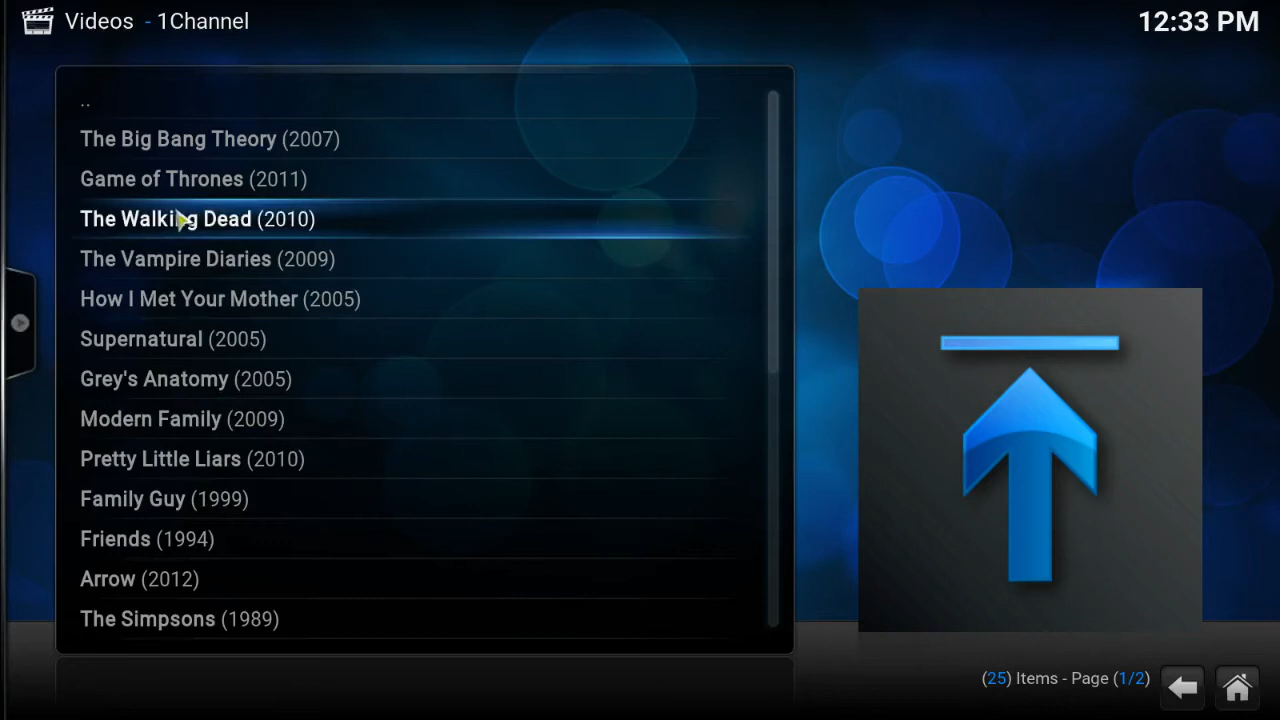 Videos - 1Channel
12:33 PM
..
The Big Bang Theory (2007)
Game of Thrones (2011)
The Walking Dead (2010)
The Vampire Diaries (2009)
How I Met Your Mother (2005)
Supernatural (2005)
Grey's Anatomy (2005)
Modern Family (2009)
Pretty Little Liars (2010)
Family Guy (1999)
Friends (1994)
Arrow (2012)
The Simpsons (1989)
(25) Items - Page (1/2)